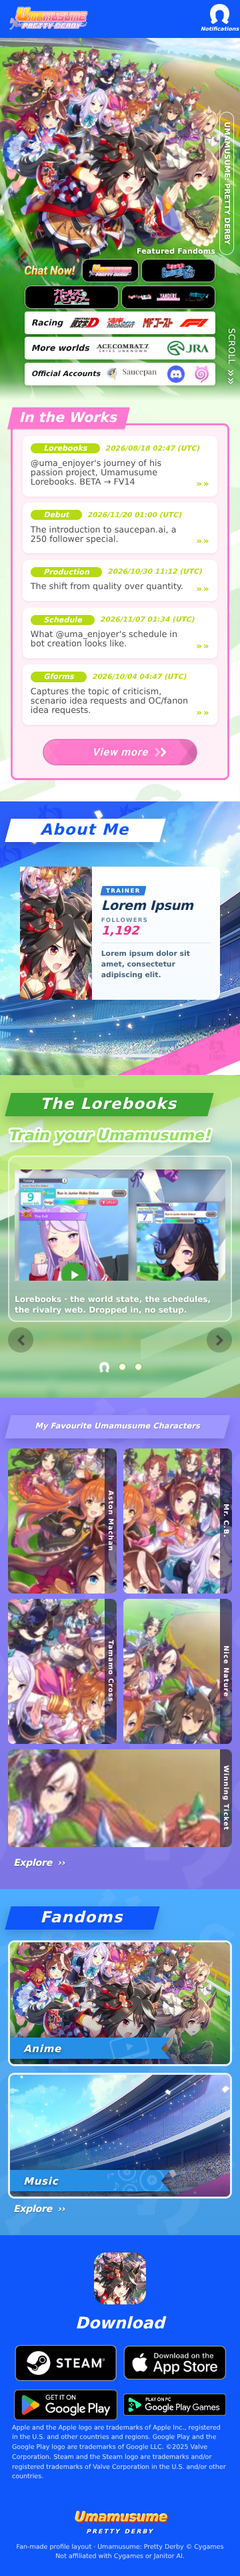 Umamusume
PRETTY DERBY
Notifications
UMAMUSUME: PRETTY DERBY
Featured Fandoms
Chat Now!
Racing
More worlds
ACE COMBAT 7
SKIES UNKNOWN
JRA
Official Accounts
Saucepan
SCROLL
In the Works
Lorebooks 2026/08/18 02:47 (UTC)
@uma_enjoyer's journey of his
passion project, Umamusume
Lorebooks. BETA → FV14
Debut 2026/11/20 01:00 (UTC)
The introduction to saucepan.ai, a
250 follower special.
Production 2026/10/30 11:12 (UTC)
The shift from quality over quantity.
Schedule 2026/11/07 01:34 (UTC)
What @uma_enjoyer's schedule in
bot creation looks like.
Gforms 2026/10/04 04:47 (UTC)
Captures the topic of criticism,
scenario idea requests and OC/fanon
idea requests.
View more
About Me
TRAINER
Lorem Ipsum
FOLLOWERS
1,192
Lorem ipsum dolor sit
amet, consectetur
adipiscing elit.
The Lorebooks
Train your Umamusume!
Lorebooks · the world state, the schedules,
the rivalry web. Dropped in, no setup.
My Favourite Umamusume Characters
Aston Machan
Mr. C.B.
Tamamo Cross
Nice Nature
Winning Ticket
Explore ››
Fandoms
Anime
Music
Explore ››
Download
STEAM
Download on the
App Store
GET IT ON
Google Play
PLAY ON PC
Google Play Games
Apple and the Apple logo are trademarks of Apple Inc., registered
in the U.S. and other countries and regions. Google Play and the
Google Play logo are trademarks of Google LLC. ©2025 Valve
Corporation. Steam and the Steam logo are trademarks and/or
registered trademarks of Valve Corporation in the U.S. and/or other
countries.
Umamusume
PRETTY DERBY
Fan-made profile layout · Umamusume: Pretty Derby © Cygames
Not affiliated with Cygames or Janitor AI.